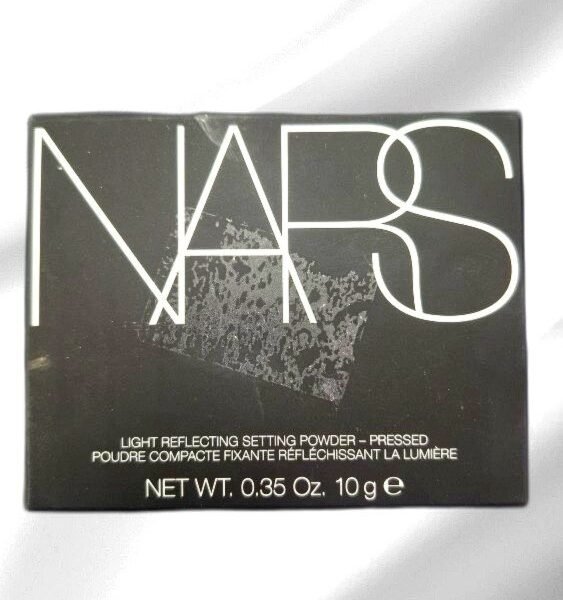 NARS
LIGHT REFLECTING SETTING POWDER – PRESSED
POUDRE COMPACTE FIXANTE RÉFLÉCHISSANT LA LUMIÈRE
NET WT. 0.35 Oz. 10 g ℮